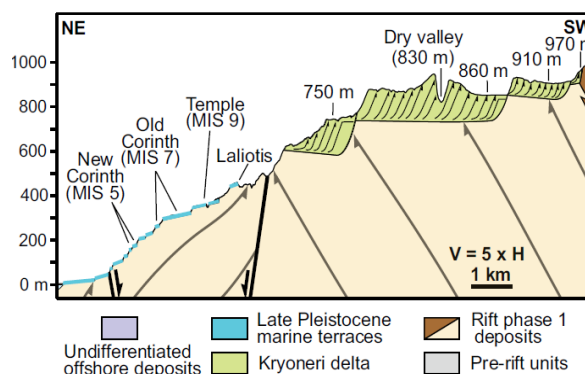 NE
SW
1000
800
600
400
200
0 m
New
Corinth
(MIS 5)
Old
Corinth
(MIS 7)
Temple
(MIS 9)
Laliotis
750 m
Dry valley
(830 m)
860 m
910 m
970 m
V = 5 x H
1 km
Undifferentiated
offshore deposits
Late Pleistocene
marine terraces
Kryoneri delta
Rift phase 1
deposits
Pre-rift units